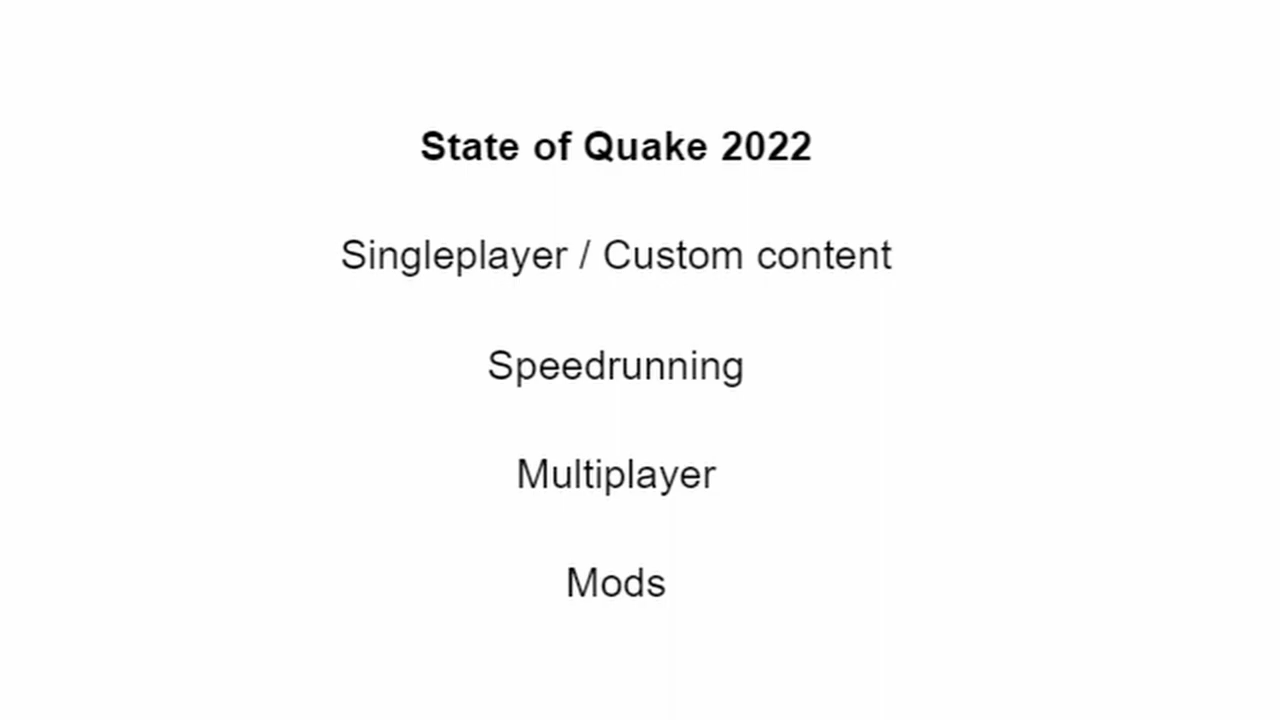 State of Quake 2022
Singleplayer / Custom content
Speedrunning
Multiplayer
Mods